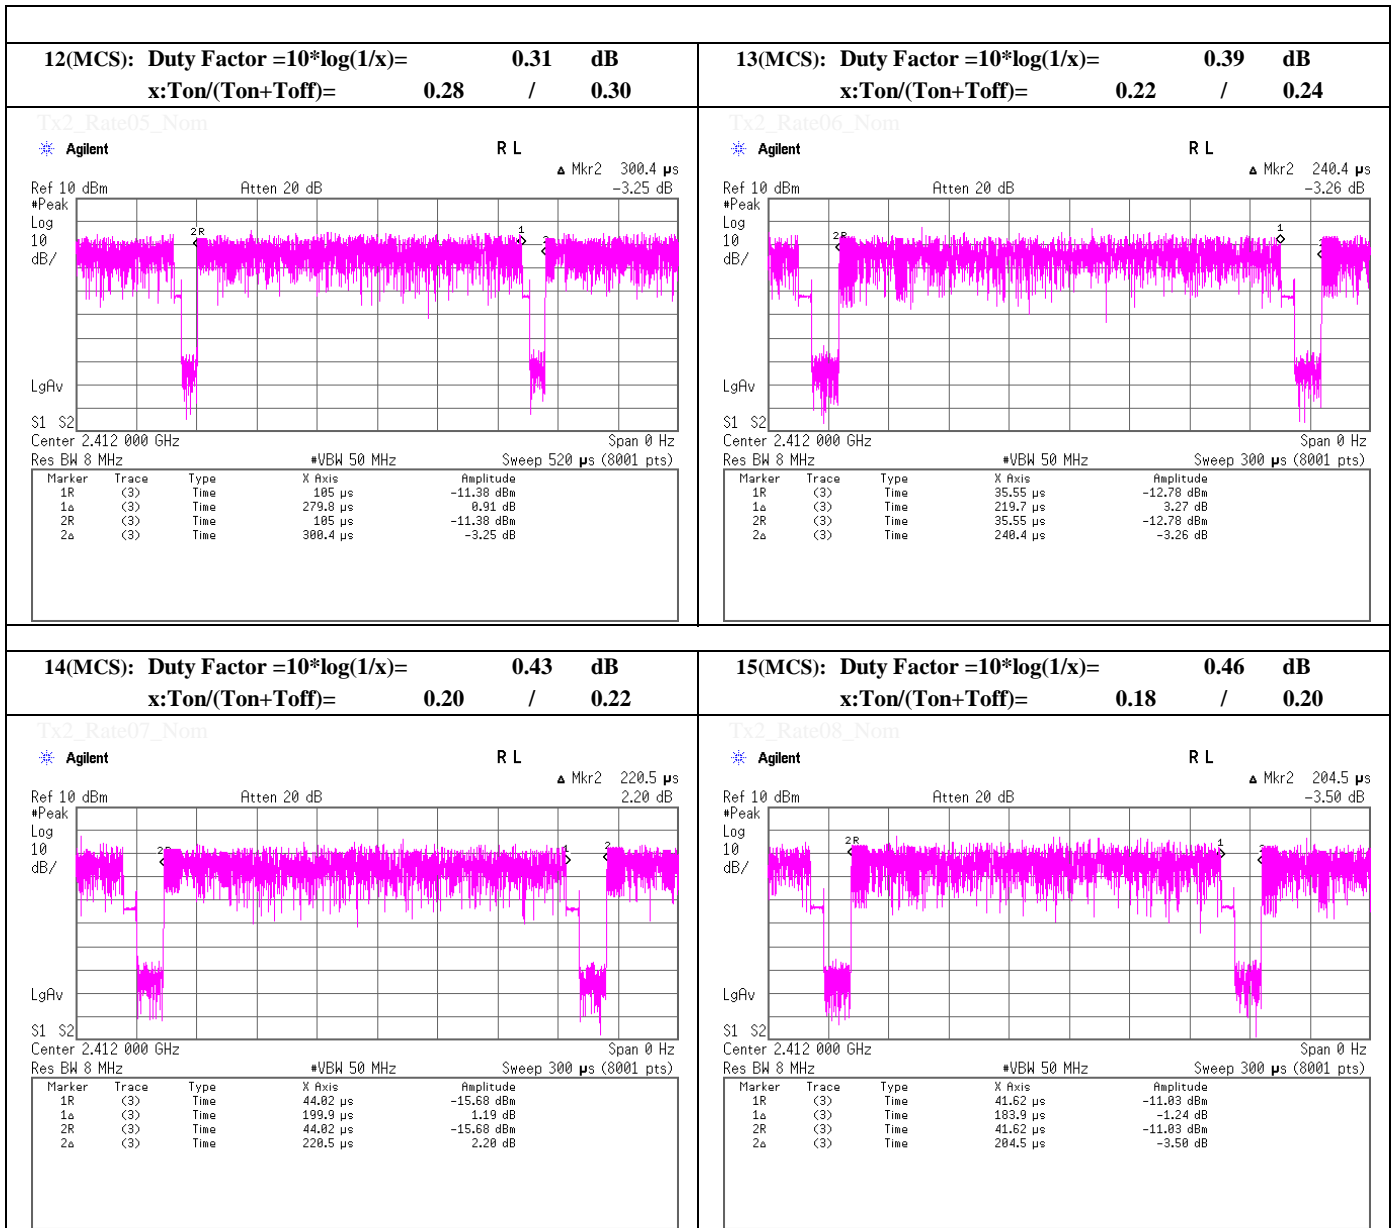 12(MCS): Duty Factor =10*log(1/x)= 0.31 dB
x:Ton/(Ton+Toff)= 0.28 / 0.30
13(MCS): Duty Factor =10*log(1/x)= 0.39 dB
x:Ton/(Ton+Toff)= 0.22 / 0.24
Tx2_Rate05_Nom
Agilent R L
Δ Mkr2 300.4 µs
Ref 10 dBm Atten 20 dB -3.25 dB
#Peak
Log
10
dB/
2R
1
2
LgAv
S1 S2
Center 2.412 000 GHz Span 0 Hz
Res BW 8 MHz #VBW 50 MHz Sweep 520 µs (8001 pts)
Marker Trace Type X Axis Amplitude
1R (3) Time 105 µs -11.38 dBm
1Δ (3) Time 279.8 µs 0.91 dB
2R (3) Time 105 µs -11.38 dBm
2Δ (3) Time 300.4 µs -3.25 dB
Tx2_Rate06_Nom
Agilent R L
Δ Mkr2 240.4 µs
Ref 10 dBm Atten 20 dB -3.26 dB
#Peak
Log
10
dB/
2R
1
2
LgAv
S1 S2
Center 2.412 000 GHz Span 0 Hz
Res BW 8 MHz #VBW 50 MHz Sweep 300 µs (8001 pts)
Marker Trace Type X Axis Amplitude
1R (3) Time 35.55 µs -12.78 dBm
1Δ (3) Time 219.7 µs 3.27 dB
2R (3) Time 35.55 µs -12.78 dBm
2Δ (3) Time 240.4 µs -3.26 dB
14(MCS): Duty Factor =10*log(1/x)= 0.43 dB
x:Ton/(Ton+Toff)= 0.20 / 0.22
15(MCS): Duty Factor =10*log(1/x)= 0.46 dB
x:Ton/(Ton+Toff)= 0.18 / 0.20
Tx2_Rate07_Nom
Agilent R L
Δ Mkr2 220.5 µs
Ref 10 dBm Atten 20 dB 2.20 dB
#Peak
Log
10
dB/
2R
1
2
LgAv
S1 S2
Center 2.412 000 GHz Span 0 Hz
Res BW 8 MHz #VBW 50 MHz Sweep 300 µs (8001 pts)
Marker Trace Type X Axis Amplitude
1R (3) Time 44.02 µs -15.68 dBm
1Δ (3) Time 199.9 µs 1.19 dB
2R (3) Time 44.02 µs -15.68 dBm
2Δ (3) Time 220.5 µs 2.20 dB
Tx2_Rate08_Nom
Agilent R L
Δ Mkr2 204.5 µs
Ref 10 dBm Atten 20 dB -3.50 dB
#Peak
Log
10
dB/
2R
1
2
LgAv
S1 S2
Center 2.412 000 GHz Span 0 Hz
Res BW 8 MHz #VBW 50 MHz Sweep 300 µs (8001 pts)
Marker Trace Type X Axis Amplitude
1R (3) Time 41.62 µs -11.03 dBm
1Δ (3) Time 183.9 µs -1.24 dB
2R (3) Time 41.62 µs -11.03 dBm
2Δ (3) Time 204.5 µs -3.50 dB